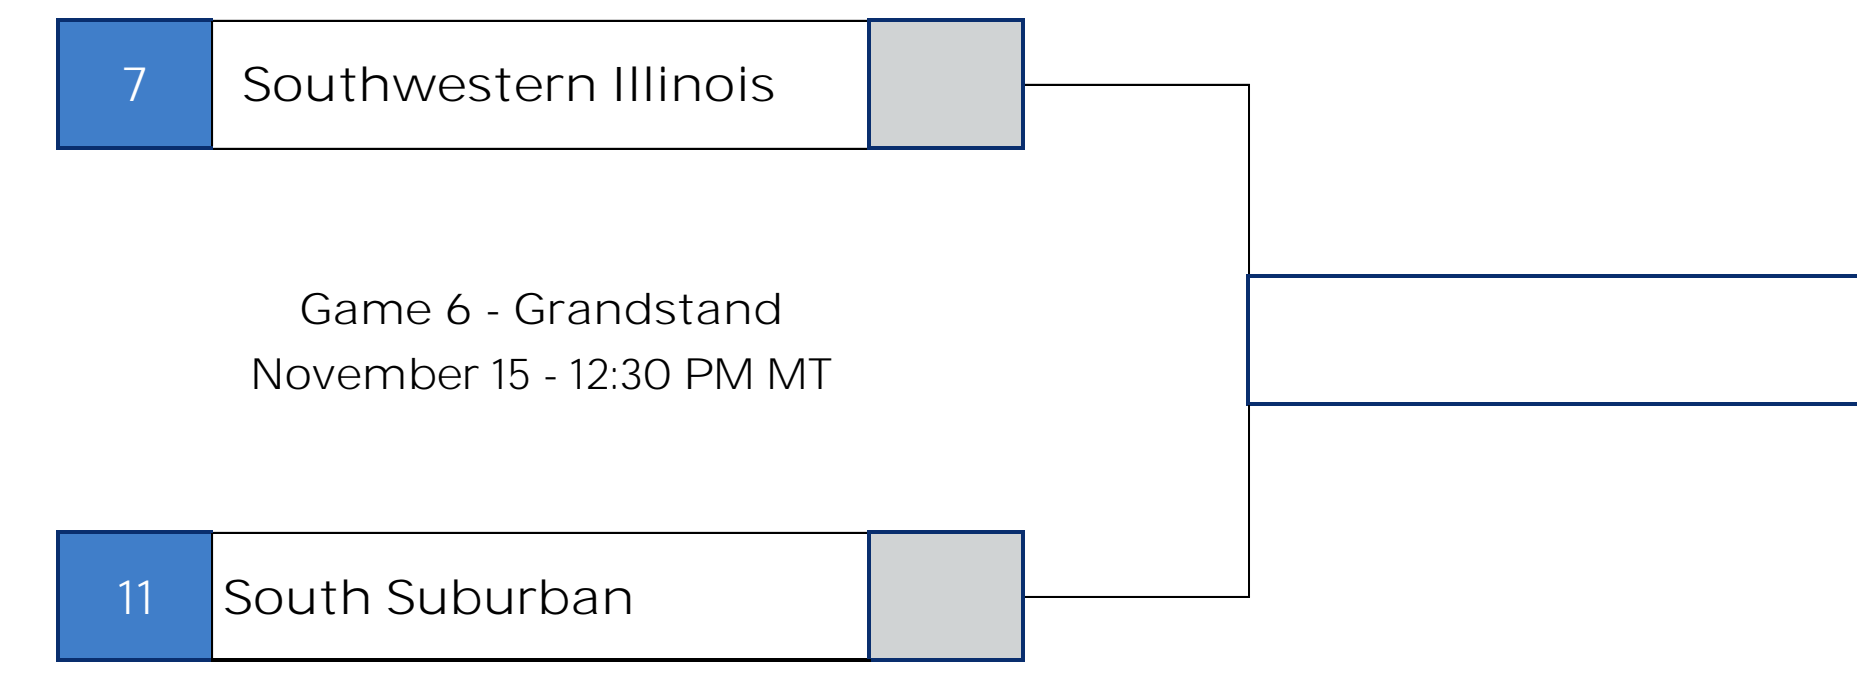 7 Southwestern Illinois
Game 6 - Grandstand
November 15 - 12:30 PM MT
11 South Suburban